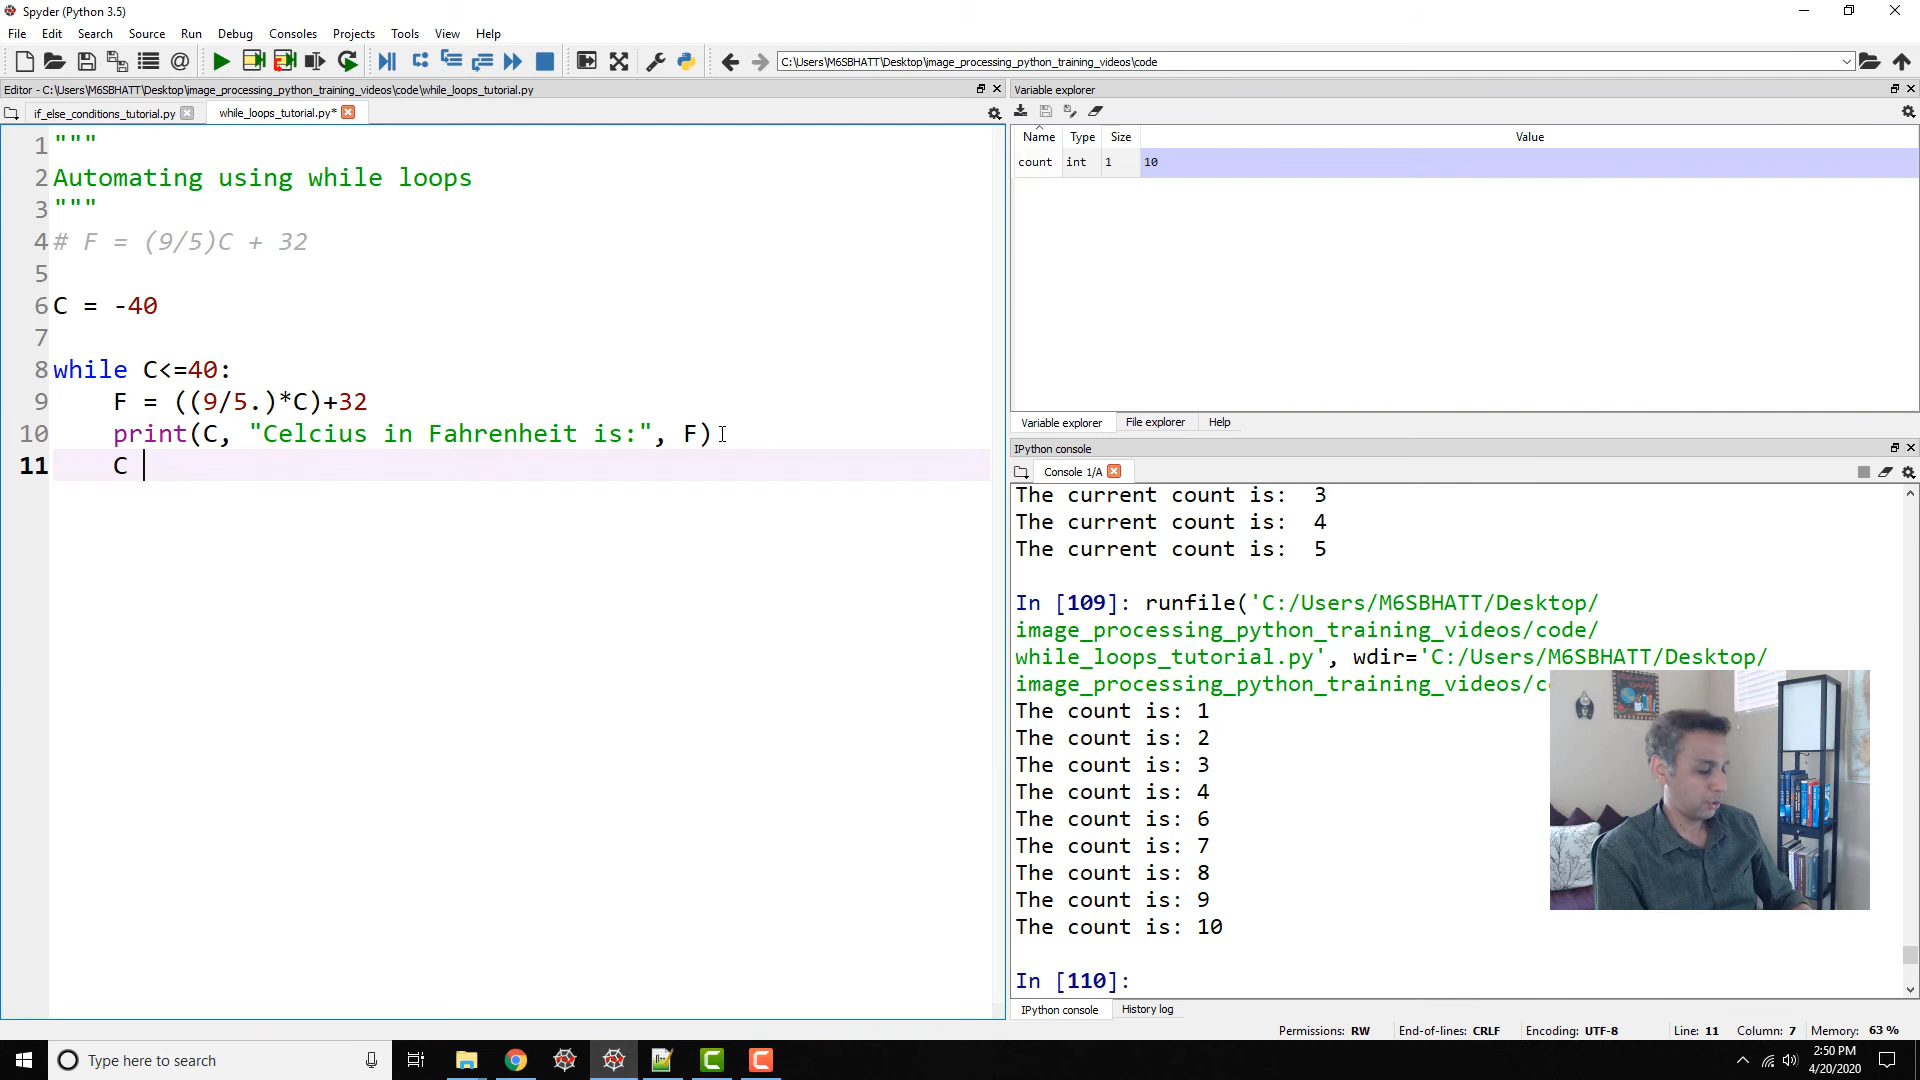 Spyder (Python 3.5)
File Edit Search Source Run Debug Consoles Projects Tools View Help
C:\Users\M6SBHATT\Desktop\image_processing_python_training_videos\code
Editor - C:\Users\M6SBHATT\Desktop\image_processing_python_training_videos\code\while_loops_tutorial.py
if_else_conditions_tutorial.py
while_loops_tutorial.py*
1 """
2 Automating using while loops
3 """
4 # F = (9/5)C + 32
5
6 C = -40
7
8 while C<=40:
9     F = ((9/5.)*C)+32
10     print(C, "Celcius in Fahrenheit is:", F)
11     C
Variable explorer
Name Type Size Value
count int 1 10
Variable explorer File explorer Help
IPython console
Console 1/A
The current count is:  3
The current count is:  4
The current count is:  5
In [109]: runfile('C:/Users/M6SBHATT/Desktop/
image_processing_python_training_videos/code/
while_loops_tutorial.py', wdir='C:/Users/M6SBHATT/Desktop/
image_processing_python_training_videos/c
The count is: 1
The count is: 2
The count is: 3
The count is: 4
The count is: 6
The count is: 7
The count is: 8
The count is: 9
The count is: 10
In [110]:
IPython console History log
Permissions: RW End-of-lines: CRLF Encoding: UTF-8 Line: 11 Column: 7 Memory: 63 %
Type here to search
2:50 PM
4/20/2020